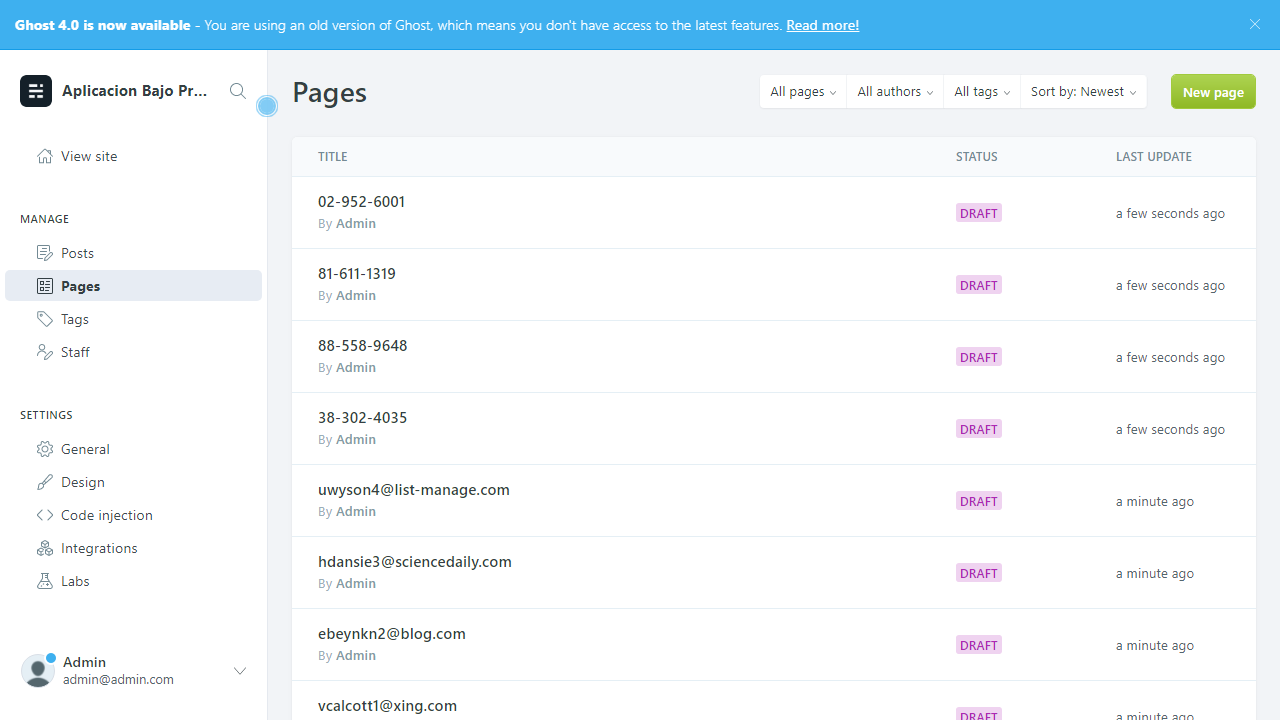 Ghost 4.0 is now available - You are using an old version of Ghost, which means you don't have access to the latest features. Read more!
Aplicacion Bajo Pr...
View site
MANAGE
Posts
Pages
Tags
Staff
SETTINGS
General
Design
Code injection
Integrations
Labs
Admin
admin@admin.com
Pages
All pages
All authors
All tags
Sort by: Newest
New page
TITLE STATUS LAST UPDATE
02-952-6001
By Admin
DRAFT
a few seconds ago
81-611-1319
By Admin
DRAFT
a few seconds ago
88-558-9648
By Admin
DRAFT
a few seconds ago
38-302-4035
By Admin
DRAFT
a few seconds ago
uwyson4@list-manage.com
By Admin
DRAFT
a minute ago
hdansie3@sciencedaily.com
By Admin
DRAFT
a minute ago
ebeynkn2@blog.com
By Admin
DRAFT
a minute ago
vcalcott1@xing.com
DRAFT
a minute ago